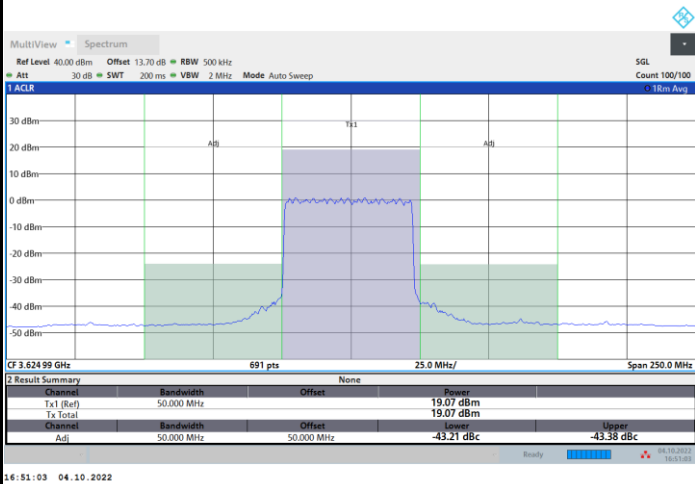 MultiView Spectrum
Ref Level 40.00 dBm Offset 13.70 dB RBW 500 kHz SGL
Att 30 dB SWT 200 ms VBW 2 MHz Mode Auto Sweep Count 100/100
1 ACLR 1Rm Avg
Tx1
Adj Adj
30 dBm
20 dBm
10 dBm
0 dBm
-10 dBm
-20 dBm
-30 dBm
-40 dBm
-50 dBm
CF 3.624 99 GHz 691 pts 25.0 MHz/ Span 250.0 MHz
2 Result Summary None
Channel Bandwidth Offset Power
Tx1 (Ref) 50.000 MHz 19.07 dBm
Tx Total 19.07 dBm
Channel Bandwidth Offset Lower Upper
Adj 50.000 MHz 50.000 MHz -43.21 dBc -43.38 dBc
Ready 04.10.2022
16:51:03
16:51:03 04.10.2022